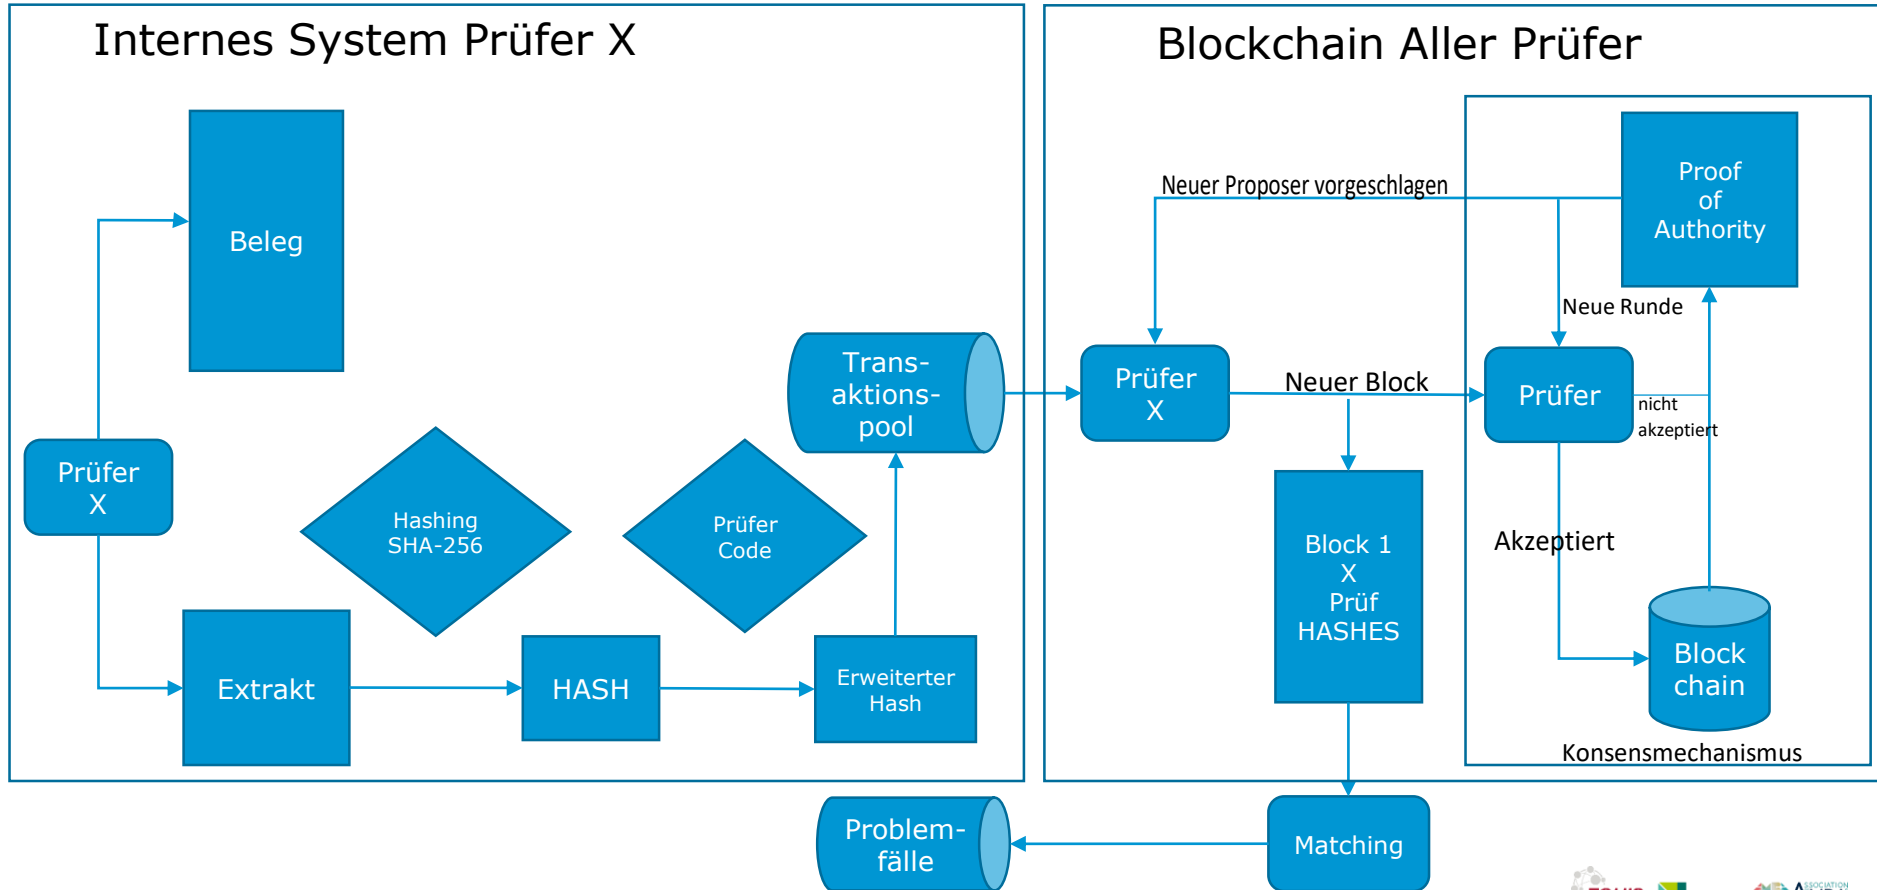 Internes System Prüfer X
Beleg
Prüfer
X
Hashing
SHA-256
Prüfer
Code
Trans-
aktions-
pool
Extrakt
HASH
Erweiterter
Hash
Blockchain Aller Prüfer
Neuer Proposer vorgeschlagen
Proof
of
Authority
Neue Runde
Prüfer
X
Neuer Block
Prüfer
nicht
akzeptiert
Block 1
X
Prüf
HASHES
Akzeptiert
Block
chain
Konsensmechanismus
Problem-
fälle
Matching